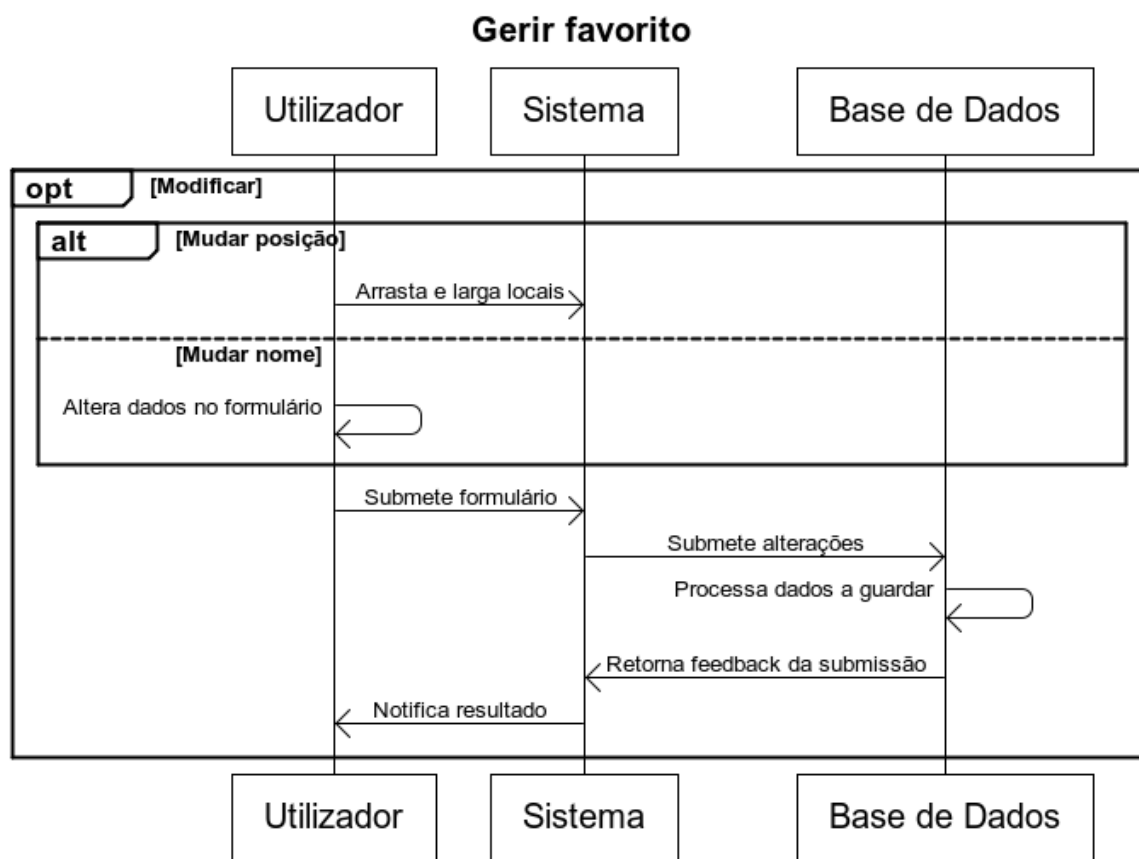 Gerir favorito
Utilizador
Sistema
Base de Dados
opt
[Modificar]
alt
[Mudar posição]
Arrasta e larga locais
[Mudar nome]
Altera dados no formulário
Submete formulário
Submete alterações
Processa dados a guardar
Retorna feedback da submissão
Notifica resultado
Utilizador
Sistema
Base de Dados